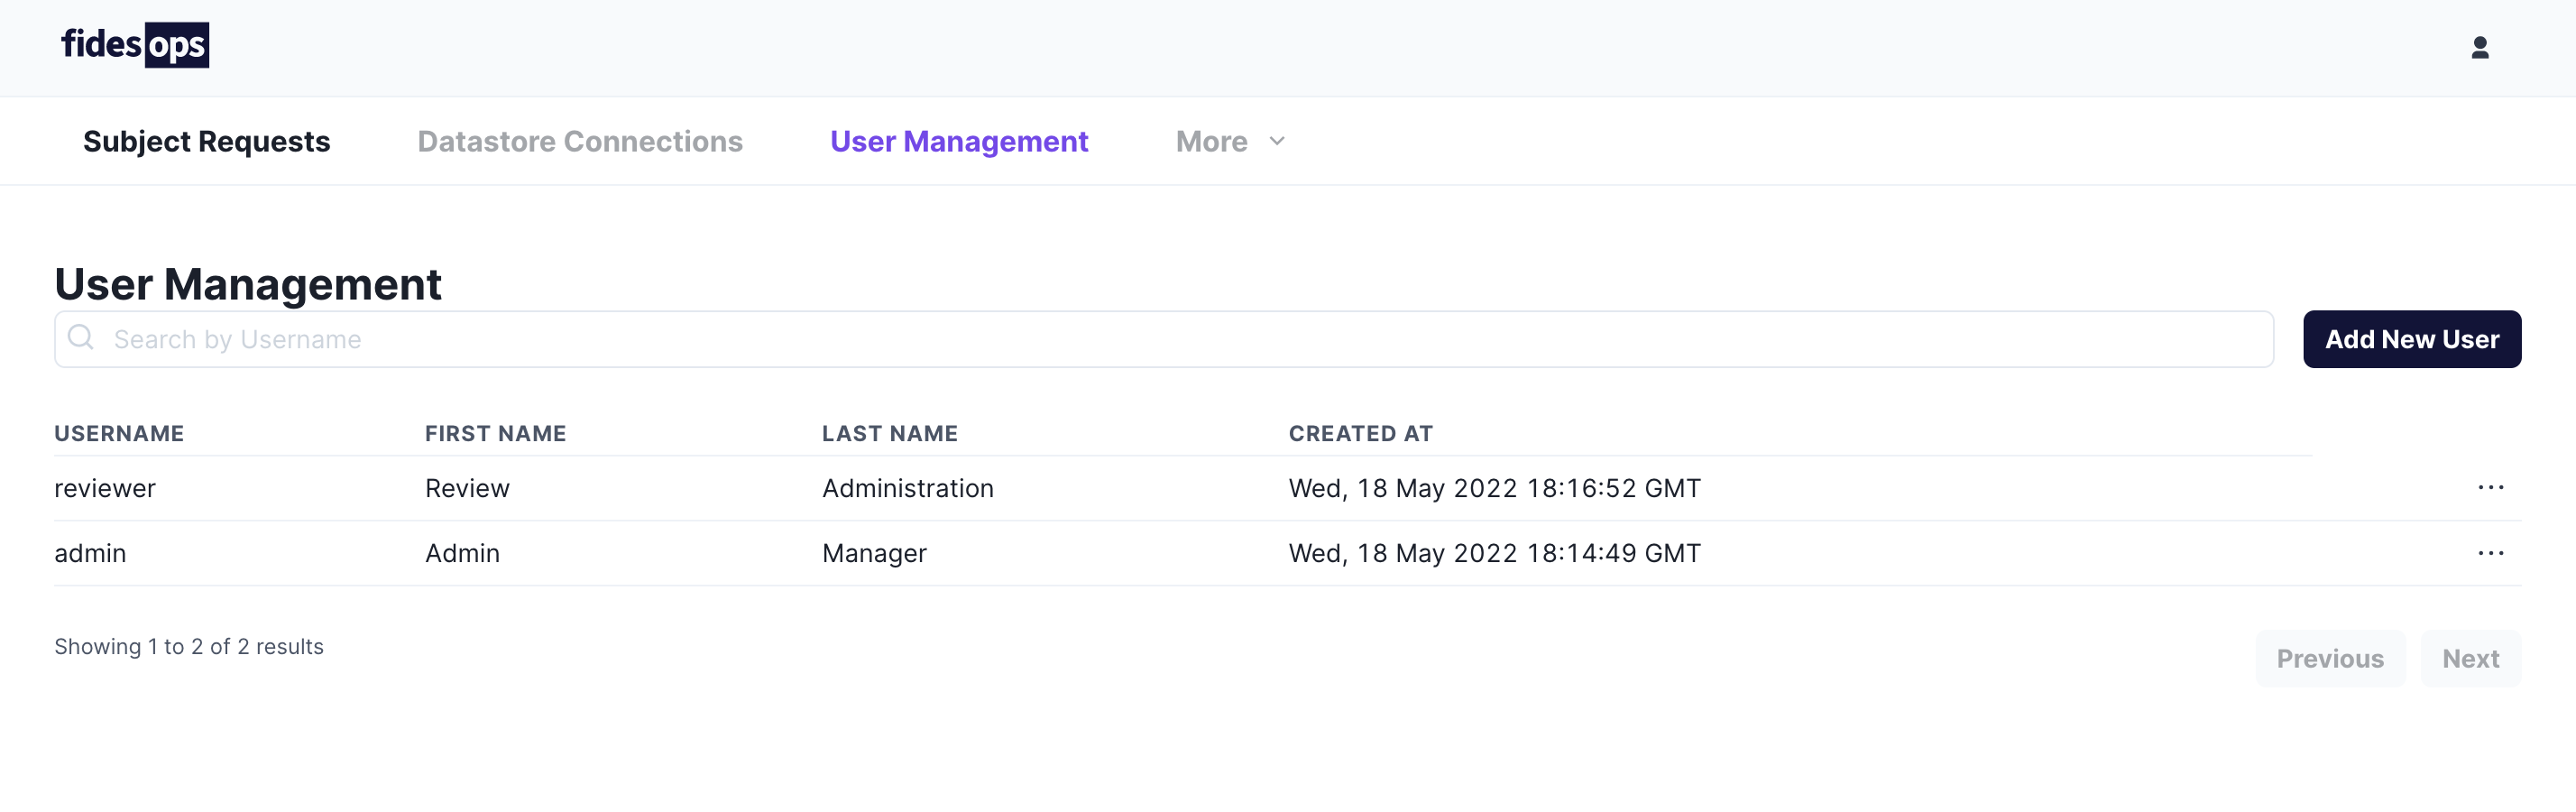 fidesops
Subject Requests Datastore Connections User Management More
User Management
Search by Username Add New User
USERNAME FIRST NAME LAST NAME CREATED AT
reviewer Review Administration Wed, 18 May 2022 18:16:52 GMT ...
admin Admin Manager Wed, 18 May 2022 18:14:49 GMT ...
Showing 1 to 2 of 2 results Previous Next